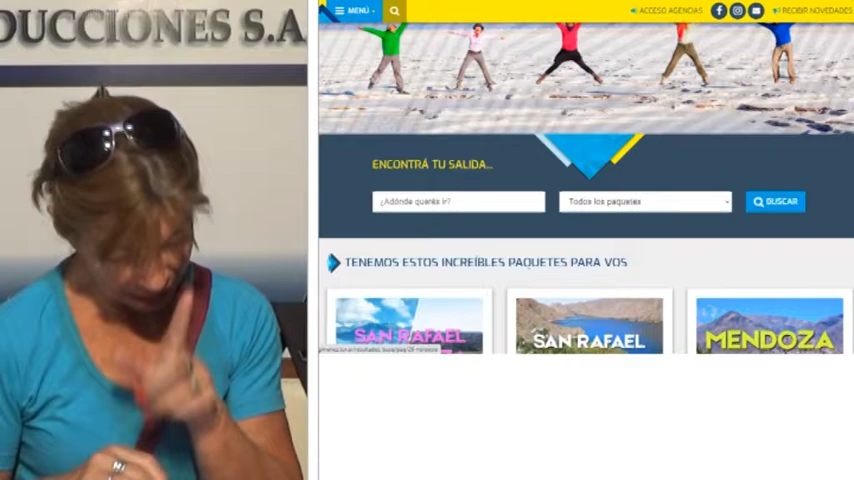 DUCCIONES S.A
MENÚ
ACCESO AGENCIAS
RECIBIR NOVEDADES
ENCONTRÁ TU SALIDA...
¿Adónde querés ir?
Todos los paquetes
BUSCAR
TENEMOS ESTOS INCREÍBLES PAQUETES PARA VOS
SAN RAFAEL
SAN RAFAEL
MENDOZA